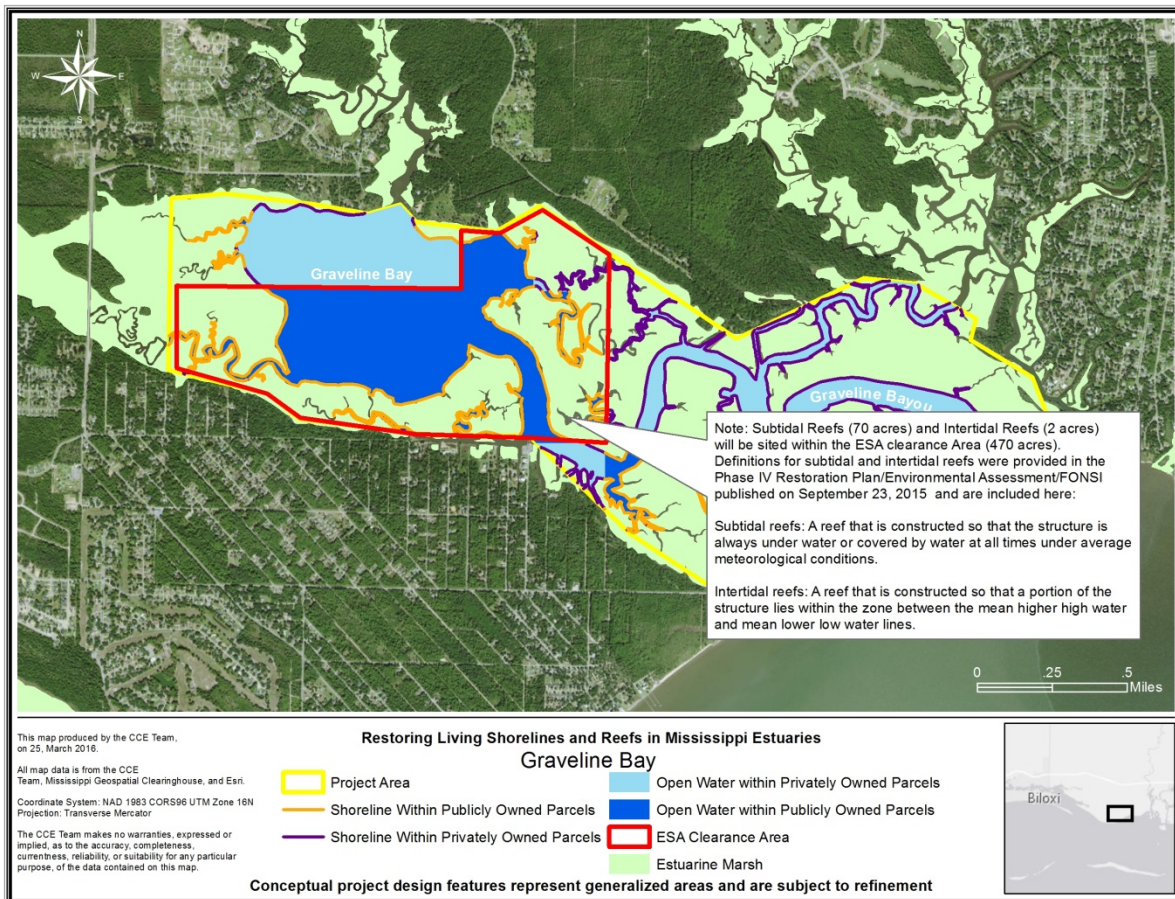 N
W
E
S
Graveline Bay
Graveline Bayou
Note: Subtidal Reefs (70 acres) and Intertidal Reefs (2 acres)
will be sited within the ESA clearance Area (470 acres).
Definitions for subtidal and intertidal reefs were provided in the
Phase IV Restoration Plan/Environmental Assessment/FONSI
published on September 23, 2015 and are included here:
Subtidal reefs: A reef that is constructed so that the structure is
always under water or covered by water at all times under average
meteorological conditions.
Intertidal reefs: A reef that is constructed so that a portion of the
structure lies within the zone between the mean higher high water
and mean lower low water lines.
0 .25 .5
Miles
This map produced by the CCE Team,
on 25, March 2016.
All map data is from the CCE
Team, Mississippi Geospatial Clearinghouse, and Esri.
Coordinate System: NAD 1983 CORS96 UTM Zone 16N
Projection: Transverse Mercator
The CCE Team makes no warranties, expressed or
implied, as to the accuracy, completeness,
currentness, reliability, or suitability for any particular
purpose, of the data contained on this map.
Restoring Living Shorelines and Reefs in Mississippi Estuaries
Graveline Bay
Project Area
Shoreline Within Publicly Owned Parcels
Shoreline Within Privately Owned Parcels
Open Water within Privately Owned Parcels
Open Water within Publicly Owned Parcels
ESA Clearance Area
Estuarine Marsh
Conceptual project design features represent generalized areas and are subject to refinement
Biloxi